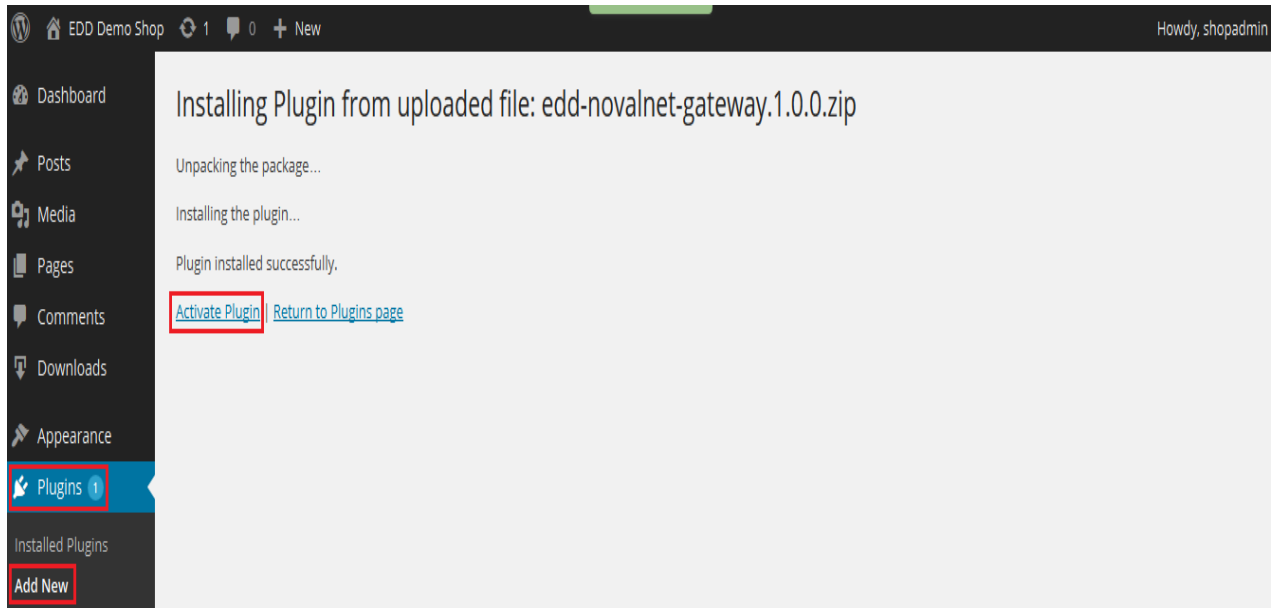 EDD Demo Shop 1 0 New Howdy, shopadmin
Dashboard
Installing Plugin from uploaded file: edd-novalnet-gateway.1.0.0.zip
Posts
Unpacking the package…
Media
Installing the plugin…
Pages
Plugin installed successfully.
Comments
Activate Plugin | Return to Plugins page
Downloads
Appearance
Plugins 1
Installed Plugins
Add New